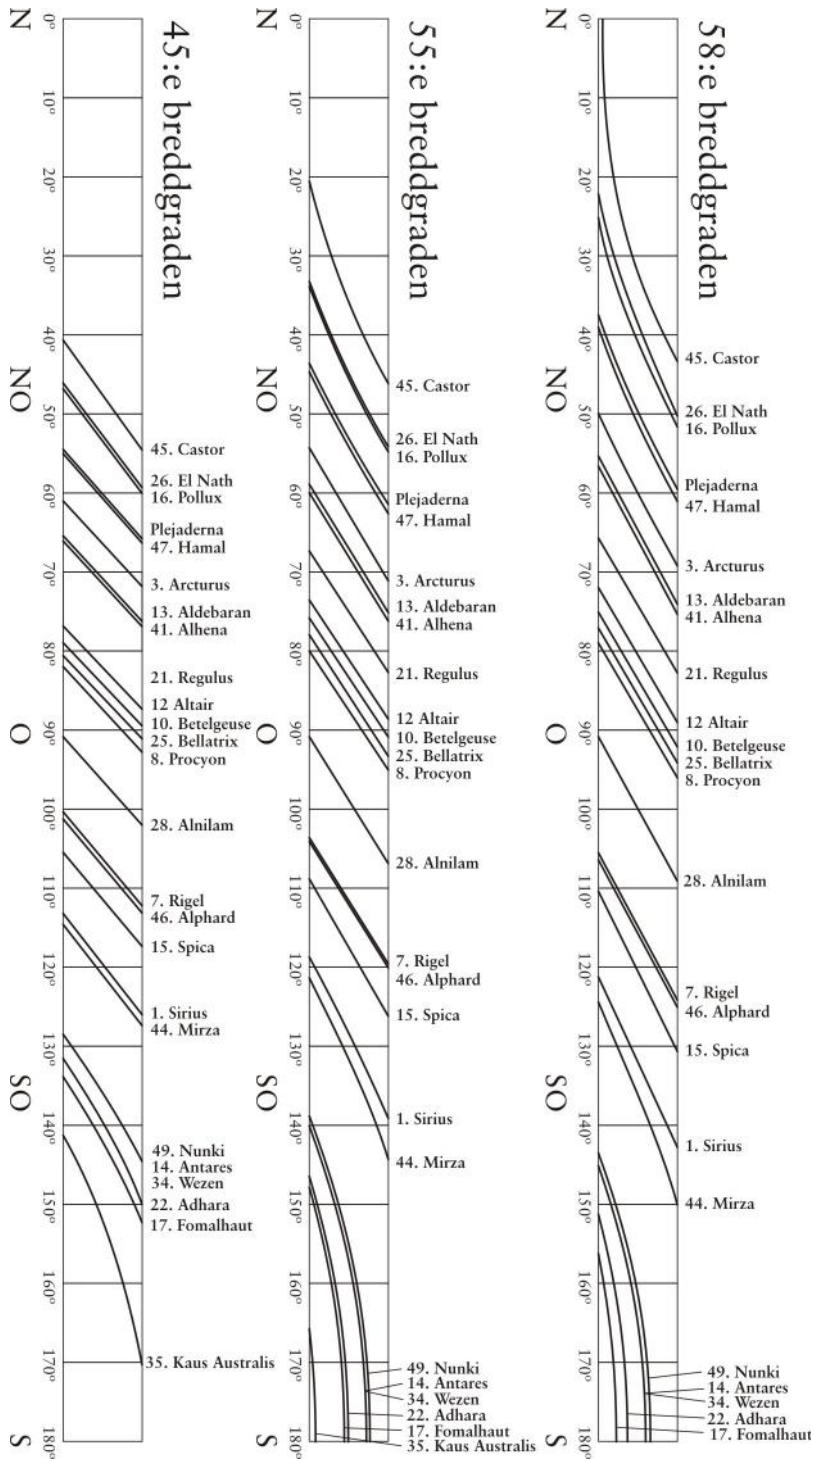 45:e breddgraden
0°
10°
20°
30°
40°
50°
60°
70°
80°
90°
100°
110°
120°
130°
140°
150°
160°
170°
180°
N
NO
O
SO
S
45. Castor
26. El Nath
16. Pollux
Plejaderna
47. Hamal
3. Arcturus
13. Aldebaran
41. Alhena
21. Regulus
12 Altair
10. Betelgeuse
25. Bellatrix
8. Procyon
28. Alnilam
7. Rigel
46. Alphard
15. Spica
1. Sirius
44. Mirza
49. Nunki
14. Antares
34. Wezen
22. Adhara
17. Fomalhaut
35. Kaus Australis
55:e breddgraden
0°
10°
20°
30°
40°
50°
60°
70°
80°
90°
100°
110°
120°
130°
140°
150°
160°
170°
180°
N
NO
O
SO
S
45. Castor
26. El Nath
16. Pollux
Plejaderna
47. Hamal
3. Arcturus
13. Aldebaran
41. Alhena
21. Regulus
12 Altair
10. Betelgeuse
25. Bellatrix
8. Procyon
28. Alnilam
7. Rigel
46. Alphard
15. Spica
1. Sirius
44. Mirza
49. Nunki
14. Antares
34. Wezen
22. Adhara
17. Fomalhaut
35. Kaus Australis
58:e breddgraden
0°
10°
20°
30°
40°
50°
60°
70°
80°
90°
100°
110°
120°
130°
140°
150°
160°
170°
180°
N
NO
O
SO
S
45. Castor
26. El Nath
16. Pollux
Plejaderna
47. Hamal
3. Arcturus
13. Aldebaran
41. Alhena
21. Regulus
12 Altair
10. Betelgeuse
25. Bellatrix
8. Procyon
28. Alnilam
7. Rigel
46. Alphard
15. Spica
1. Sirius
44. Mirza
49. Nunki
14. Antares
34. Wezen
22. Adhara
17. Fomalhaut